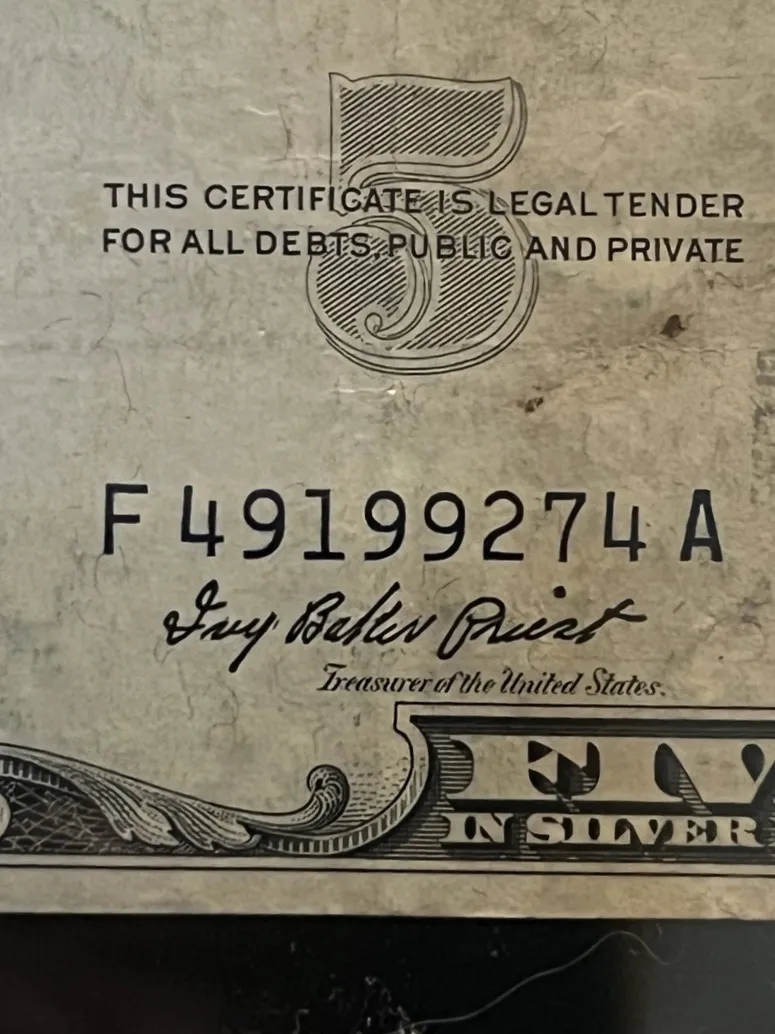 5
THIS CERTIFICATE IS LEGAL TENDER
FOR ALL DEBTS, PUBLIC AND PRIVATE
F 49199274 A
Ivy Baker Priest
Treasurer of the United States.
FIV
IN SILVER